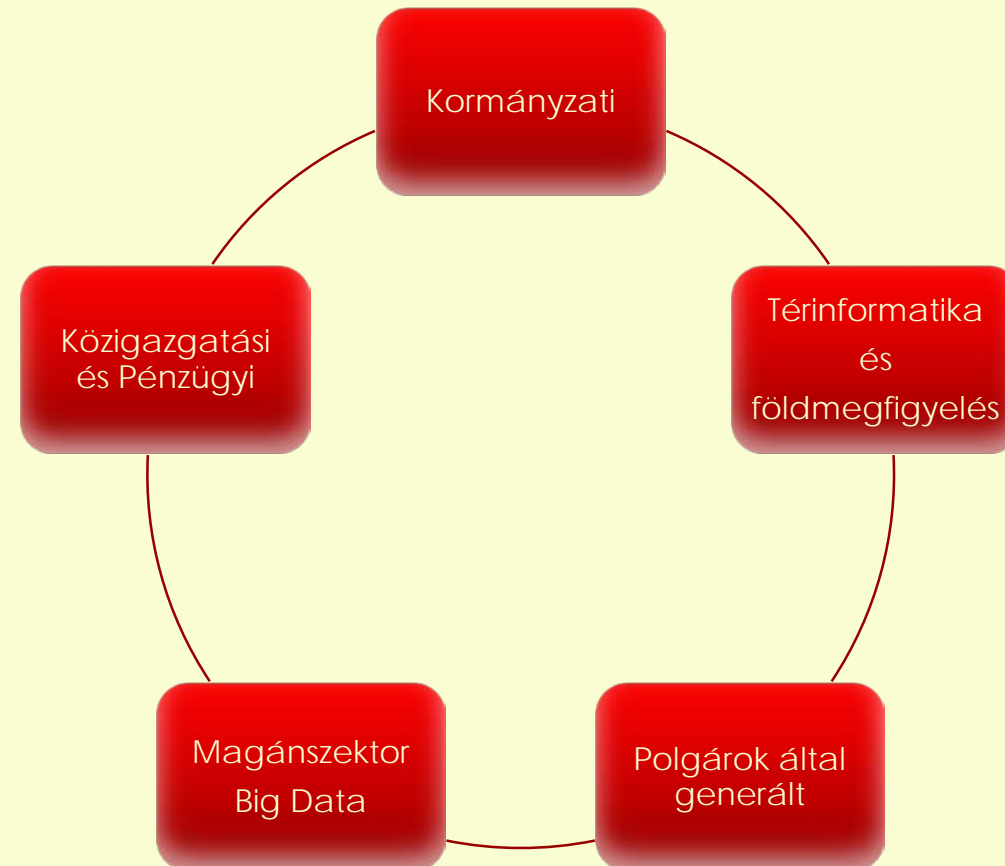 Kormányzati
Térinformatika
és
földmegfigyelés
Polgárok által
generált
Magánszektor
Big Data
Közigazgatási
és Pénzügyi